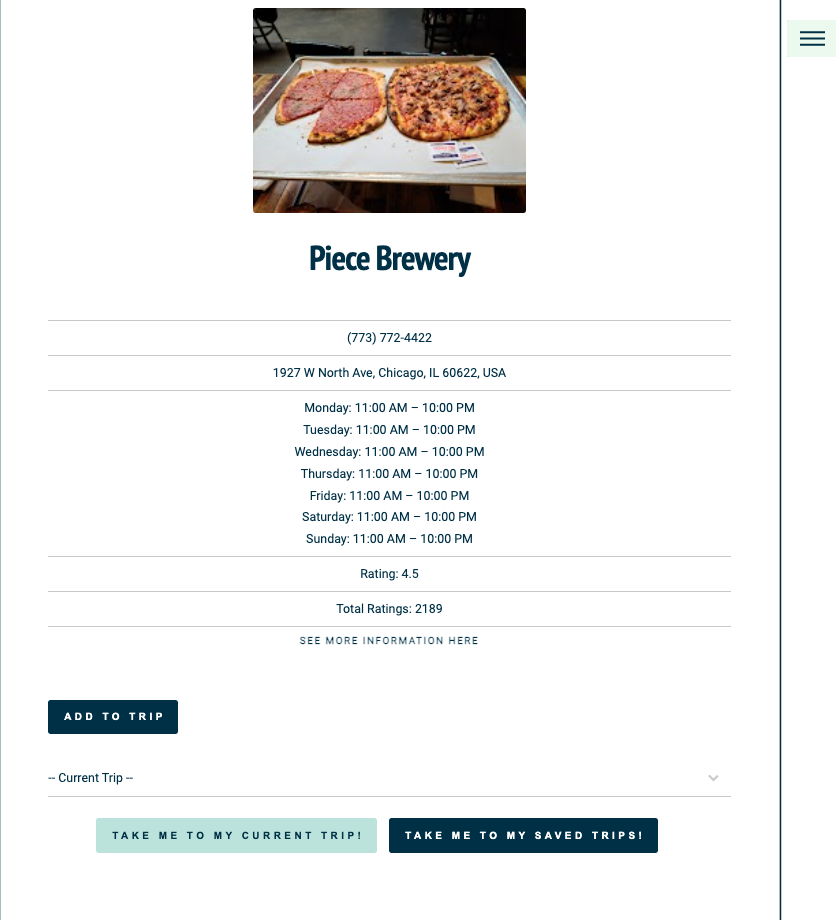 Piece Brewery
(773) 772-4422
1927 W North Ave, Chicago, IL 60622, USA
Monday: 11:00 AM – 10:00 PM
Tuesday: 11:00 AM – 10:00 PM
Wednesday: 11:00 AM – 10:00 PM
Thursday: 11:00 AM – 10:00 PM
Friday: 11:00 AM – 10:00 PM
Saturday: 11:00 AM – 10:00 PM
Sunday: 11:00 AM – 10:00 PM
Rating: 4.5
Total Ratings: 2189
SEE MORE INFORMATION HERE
ADD TO TRIP
-- Current Trip --
TAKE ME TO MY CURRENT TRIP!
TAKE ME TO MY SAVED TRIPS!